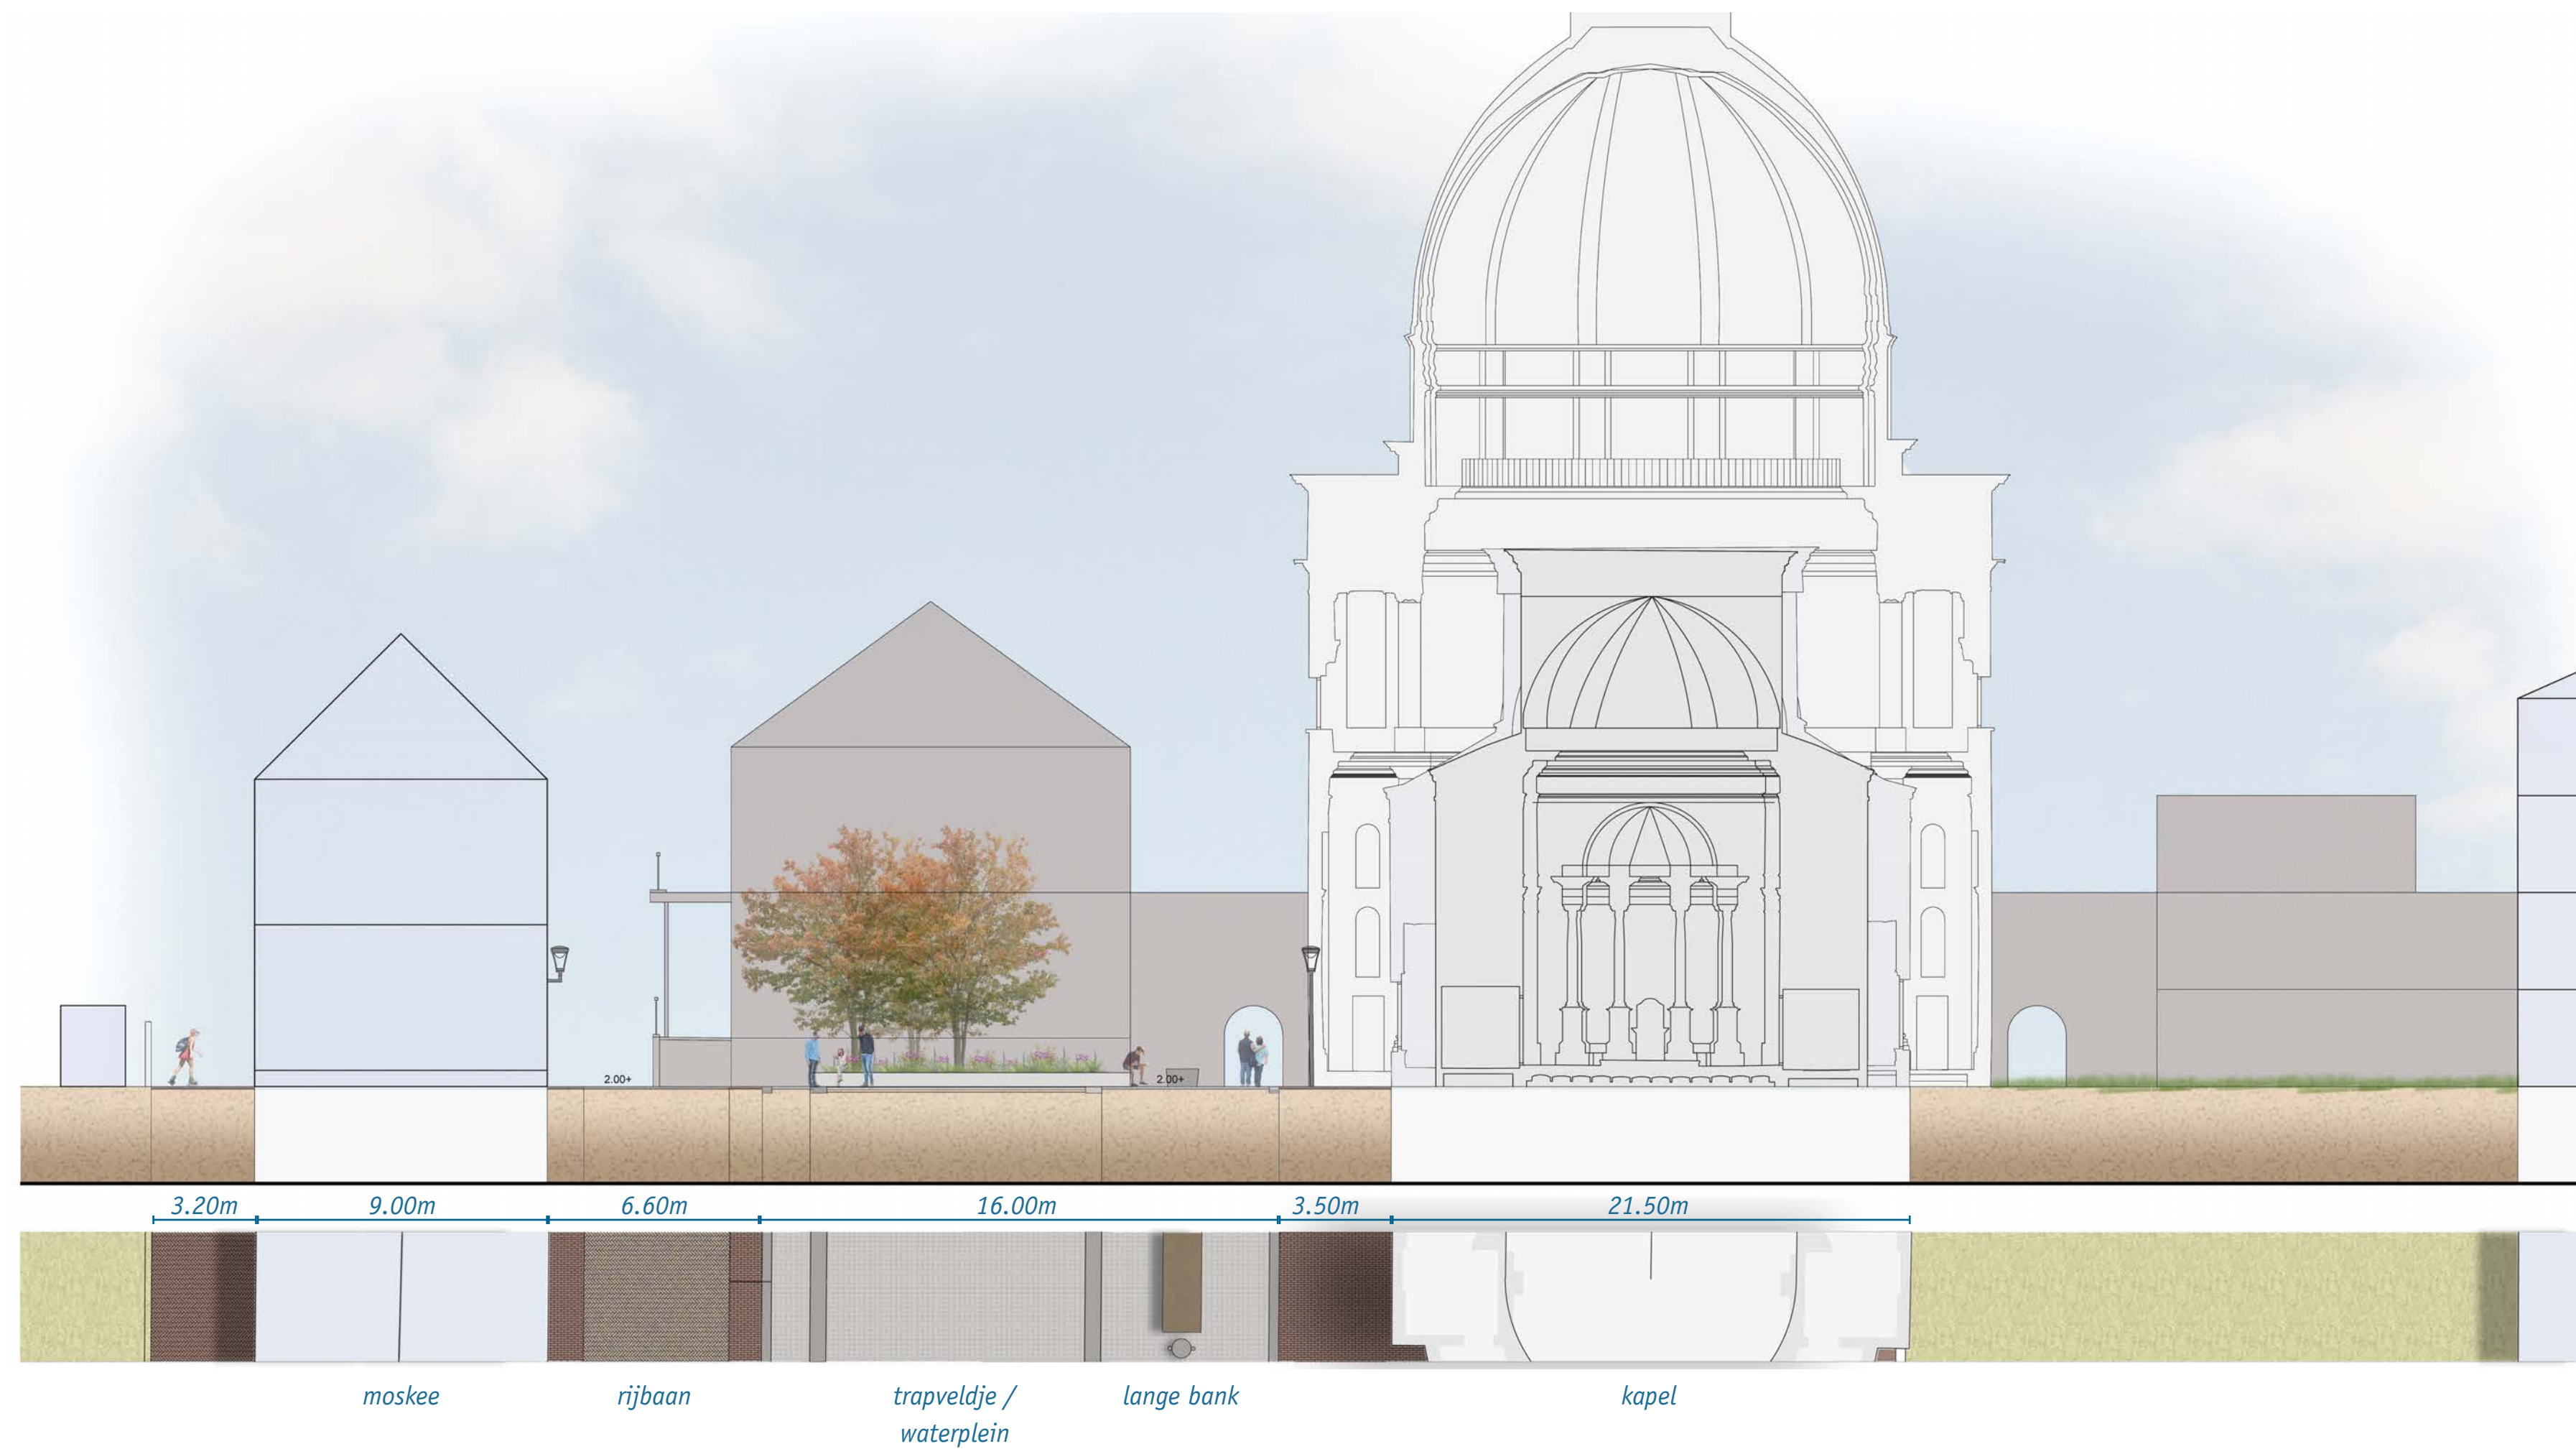 2.00+
2.00+
3.20m
9.00m
6.60m
16.00m
3.50m
21.50m
moskee
rijbaan
trapveldje /
waterplein
lange bank
kapel